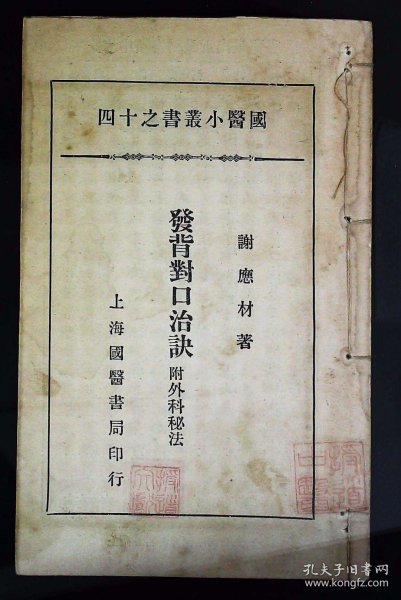 國醫小叢書之十四
謝應材著
發背對口治訣 附外科秘法
上海國醫書局印行
孔夫子旧书网
www.kongfz.com